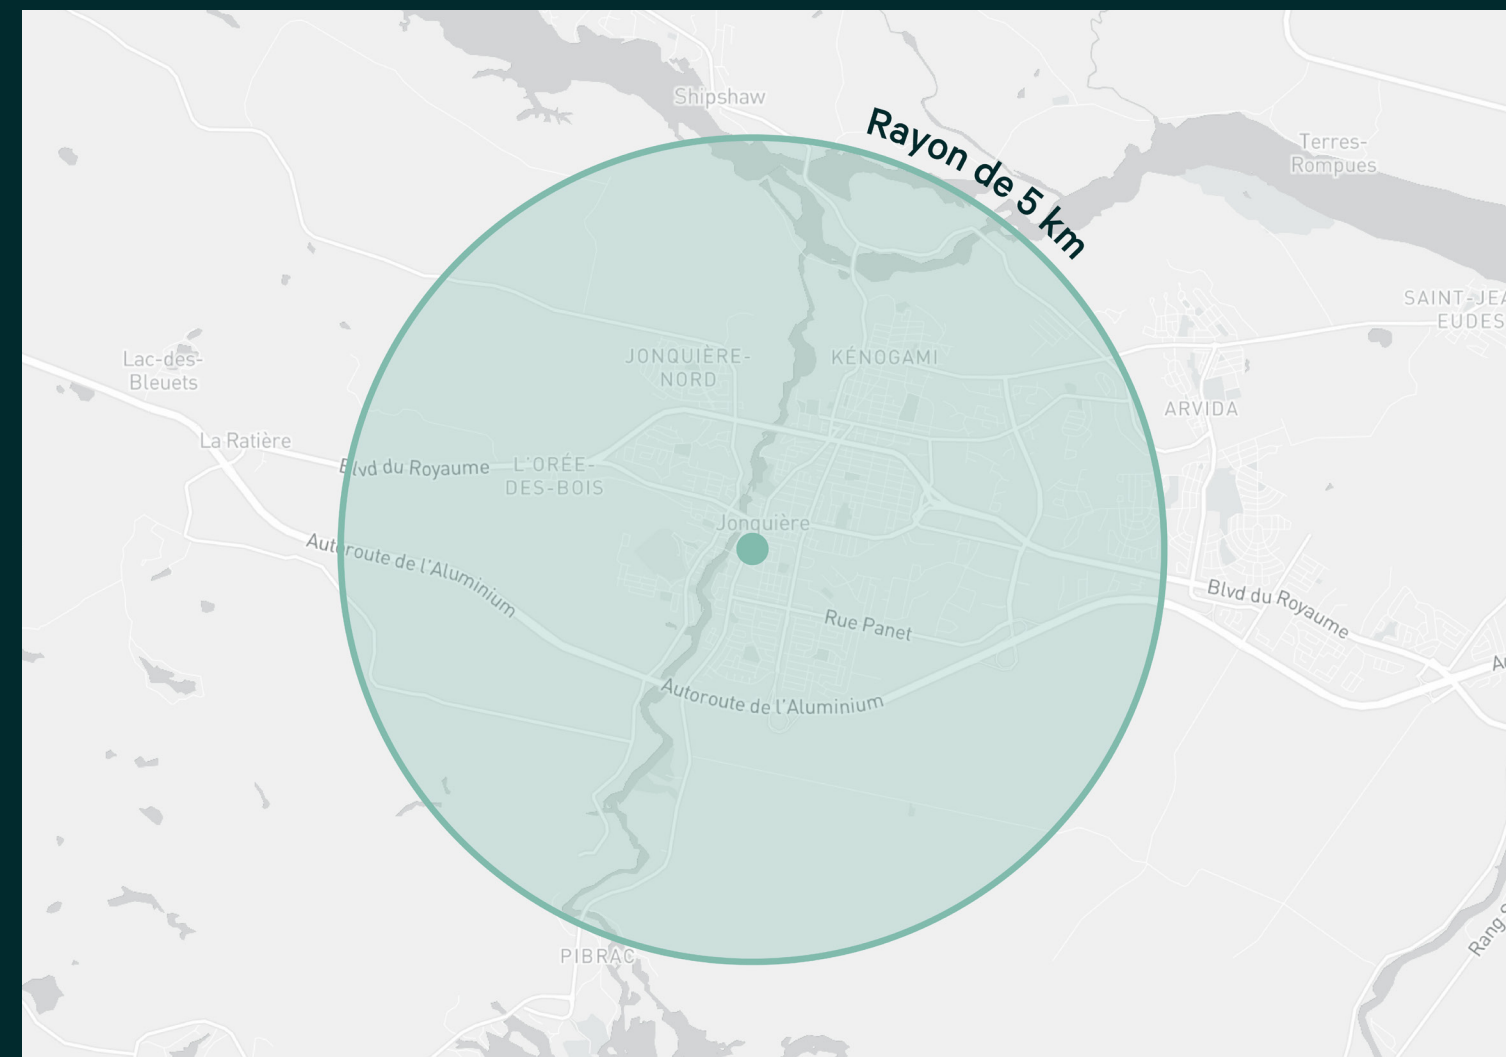 Shipshaw
Rayon de 5 km
Terres-
Rompues
SAINT-JEA
EUDES
Lac-des-
Bleuets
JONQUIÈRE-
NORD
KÉNOGAMI
ARVIDA
La Ratière
Blvd du Royaume
L'ORÉE-
DES-BOIS
Jonquière
Autoroute de l'Aluminium
Blvd du Royaume
Rue Panet
Autoroute de l'Aluminium
Rang
PIBRAC